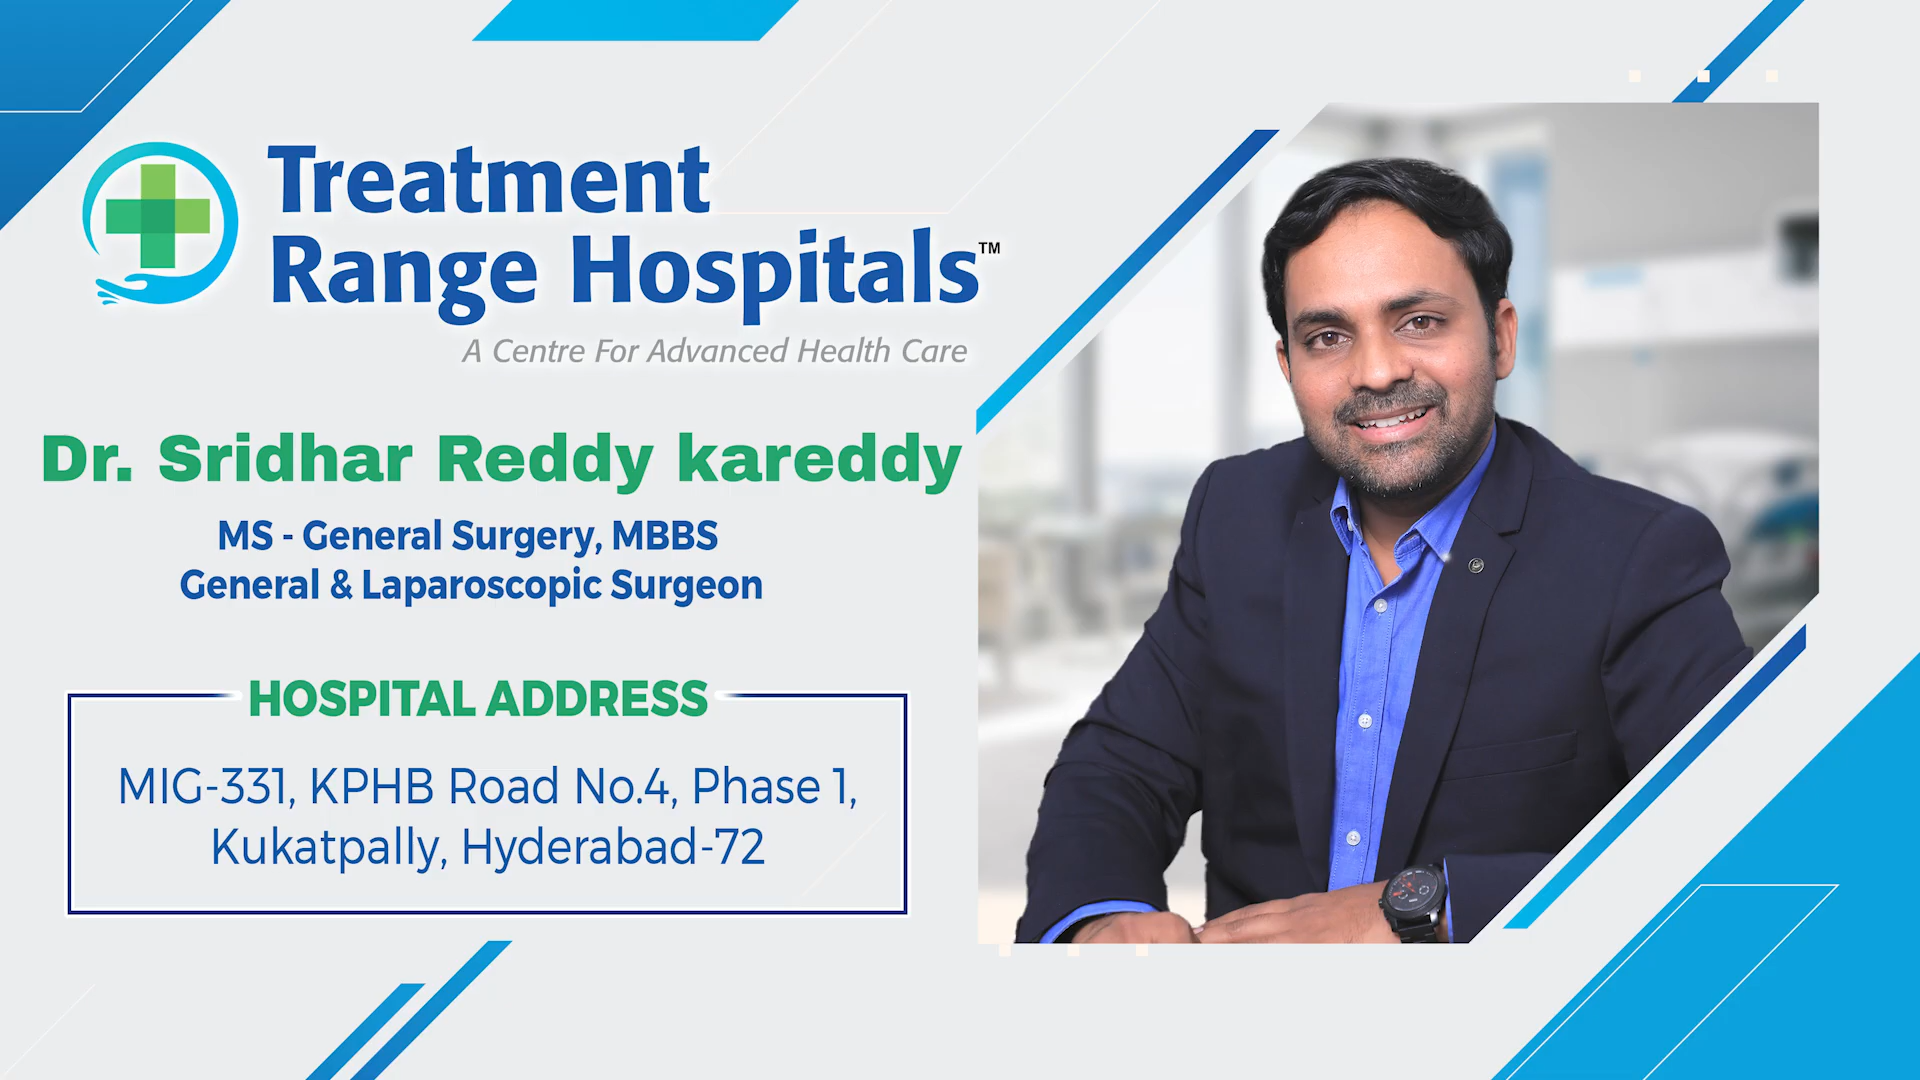 Treatment
Range Hospitals™
A Centre For Advanced Health Care
Dr. Sridhar Reddy kareddy
MS - General Surgery, MBBS
General & Laparoscopic Surgeon
HOSPITAL ADDRESS
MIG-331, KPHB Road No.4, Phase 1,
Kukatpally, Hyderabad-72